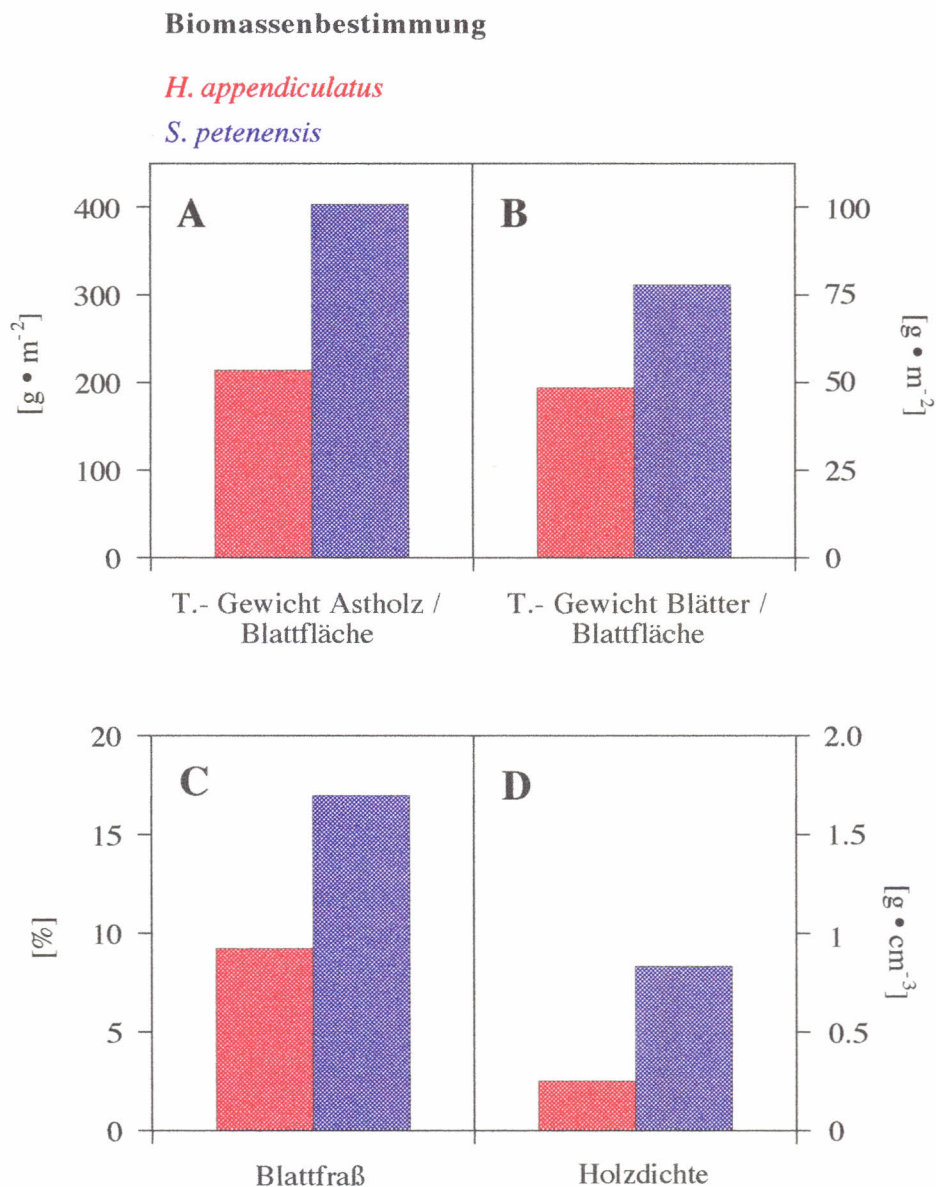 Biomassenbestimmung
H. appendiculatus
S. petenensis
A
B
400
300
200
100
0
[g • m-2]
100
75
50
25
0
[g • m-2]
T.- Gewicht Astholz /
Blattfläche
T.- Gewicht Blätter /
Blattfläche
C
D
20
15
10
5
0
[%]
2.0
1.5
1
0.5
0
[g • cm-3]
Blattfraß
Holzdichte